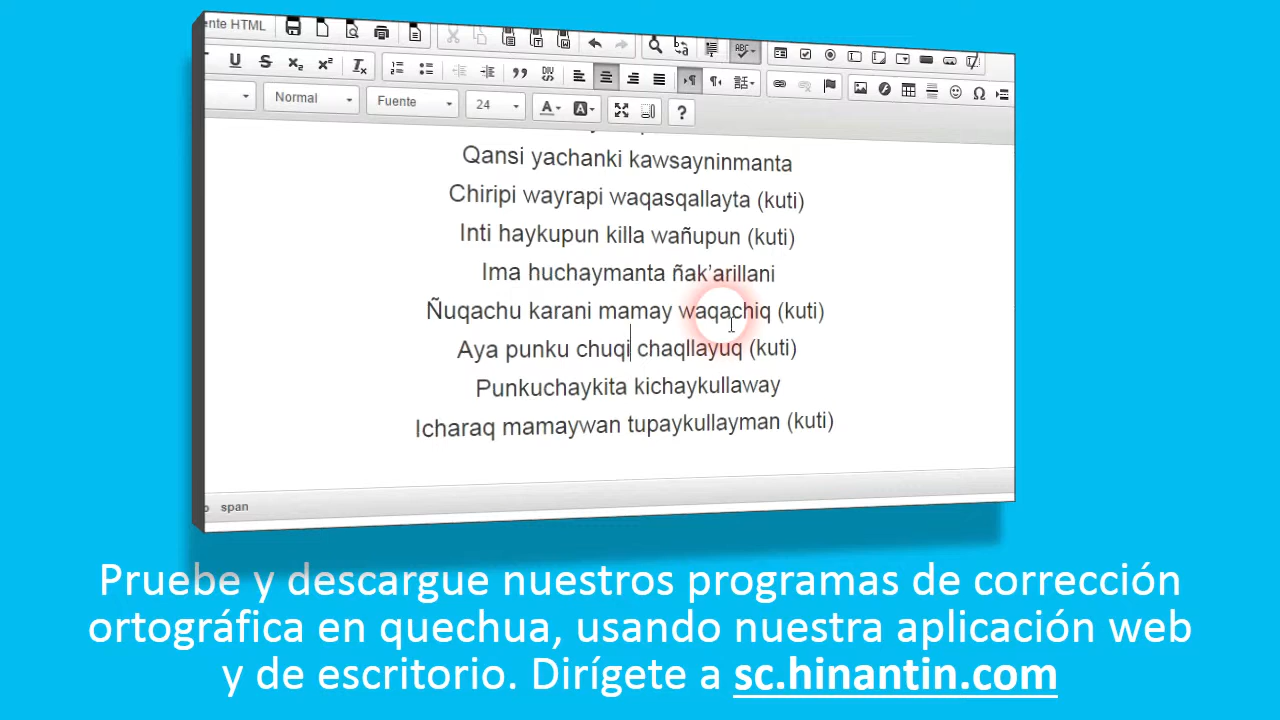 ente HTML
Normal Fuente 24
Qansi yachanki kawsayninmanta
Chiripi wayrapi waqasqallayta (kuti)
Inti haykupun killa wañupun (kuti)
Ima huchaymanta ñak'arillani
Ñuqachu karani mamay waqachiq (kuti)
Aya punku chuqi chaqllayuq (kuti)
Punkuchaykita kichaykullaway
Icharaq mamaywan tupaykullayman (kuti)
span
Pruebe y descargue nuestros programas de corrección
ortográfica en quechua, usando nuestra aplicación web
y de escritorio. Dirígete a sc.hinantin.com